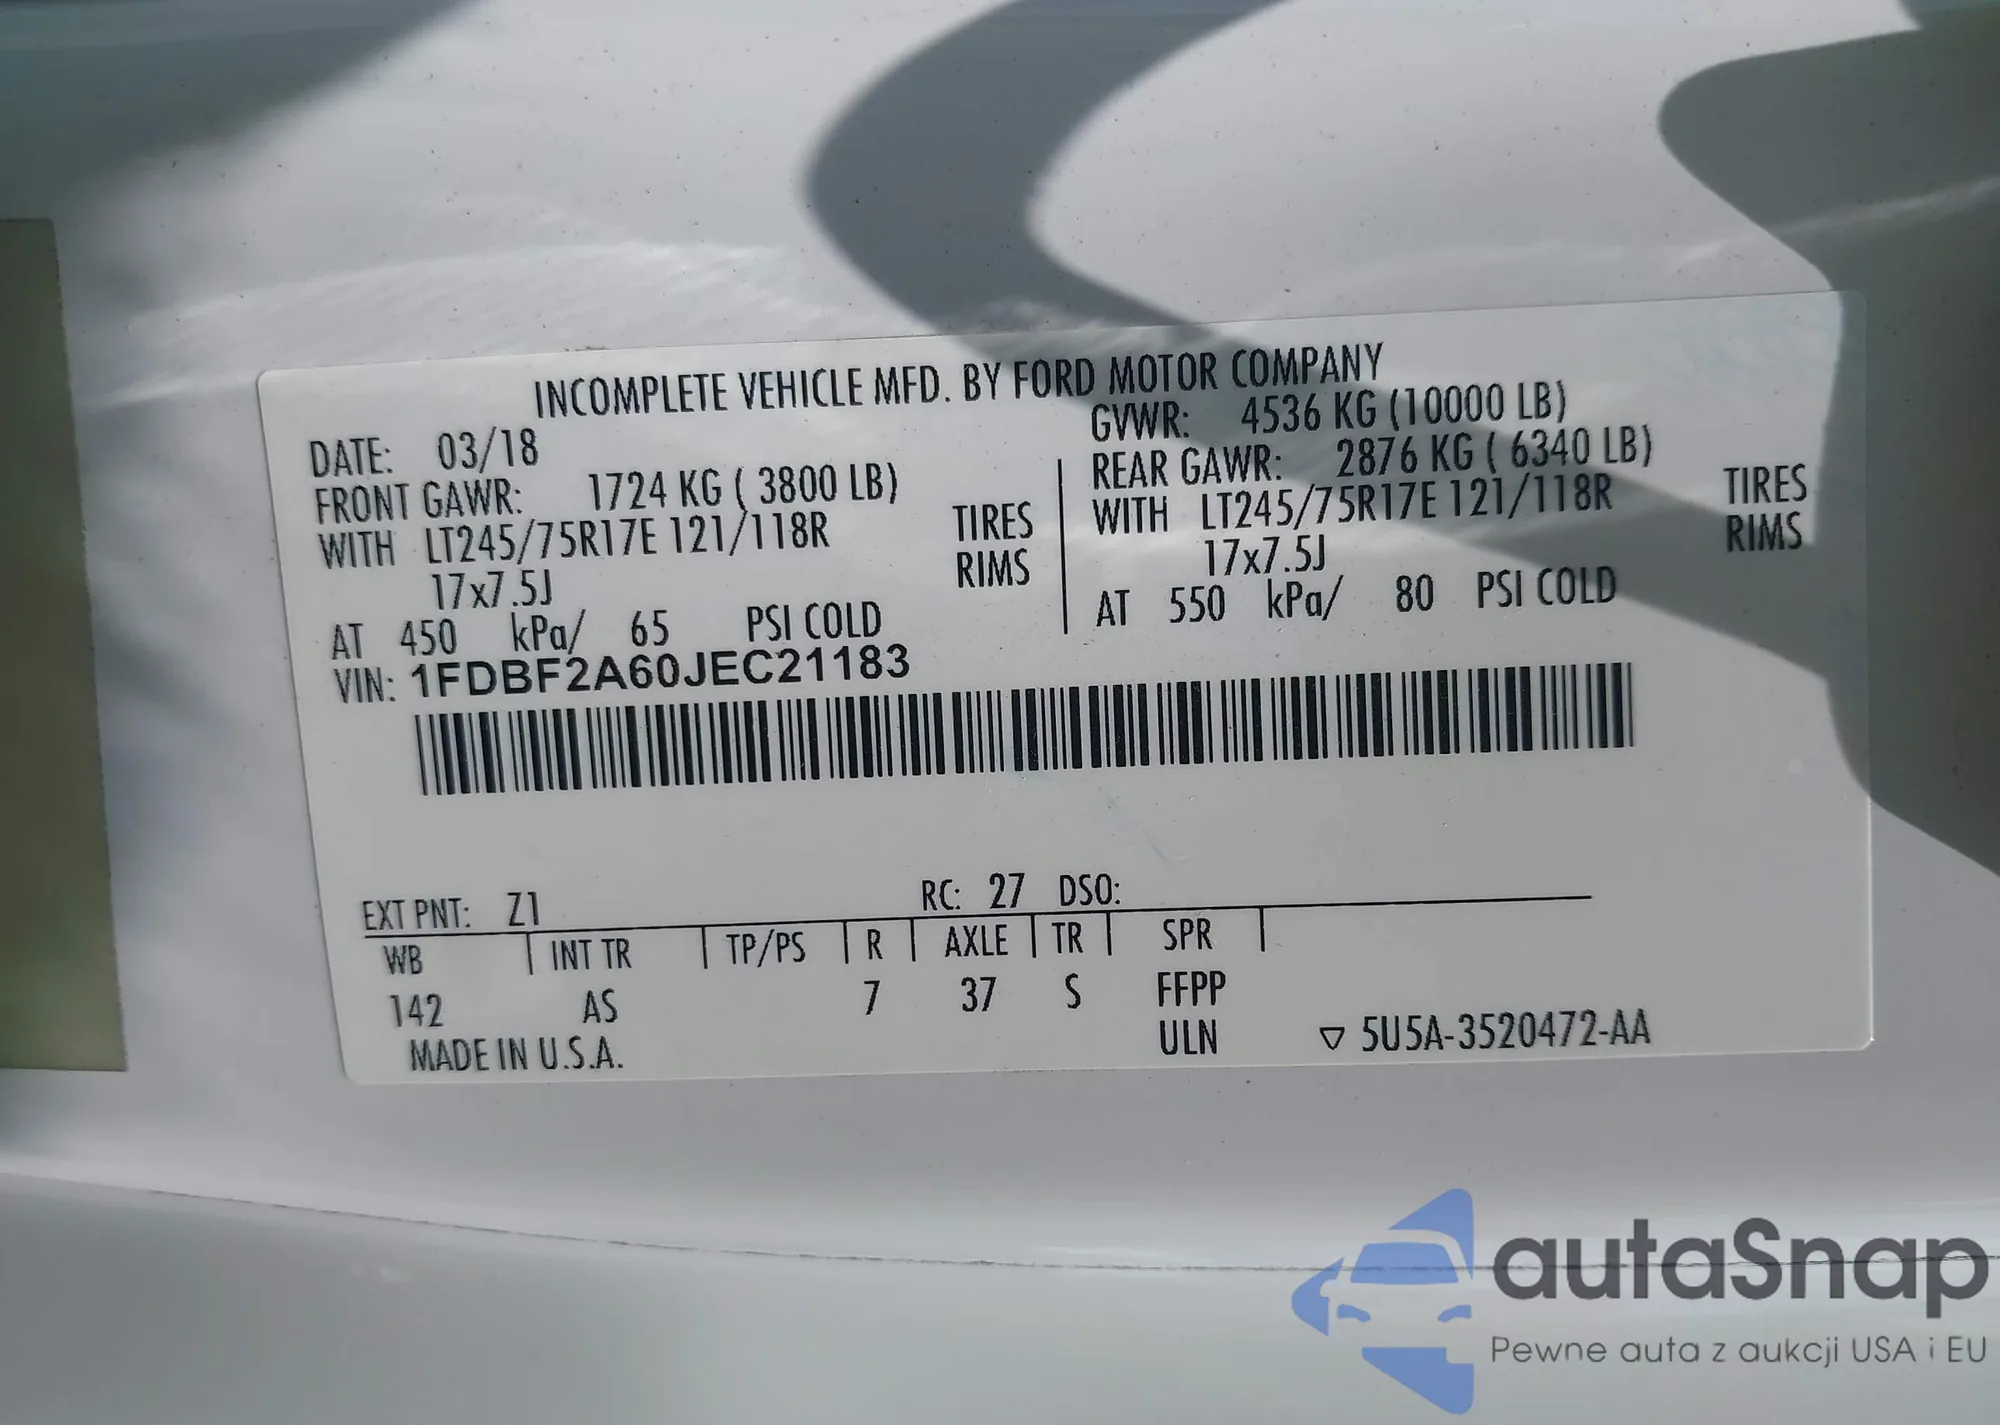 INCOMPLETE VEHICLE MFD. BY FORD MOTOR COMPANY
DATE: 03/18
GVWR: 4536 KG (10000 LB)
FRONT GAWR: 1724 KG ( 3800 LB)
REAR GAWR: 2876 KG ( 6340 LB)
WITH LT245/75R17E 121/118R TIRES
WITH LT245/75R17E 121/118R TIRES
17x7.5J RIMS
17x7.5J RIMS
AT 450 kPa/ 65 PSI COLD
AT 550 kPa/ 80 PSI COLD
VIN: 1FDBF2A60JEC21183
EXT PNT: Z1 RC: 27 DSO:
WB INT TR TP/PS R AXLE TR SPR
142 AS 7 37 S FFPP
MADE IN U.S.A. ULN ▽ 5U5A-3520472-AA
autaSnap
Pewne auta z aukcji USA i EU